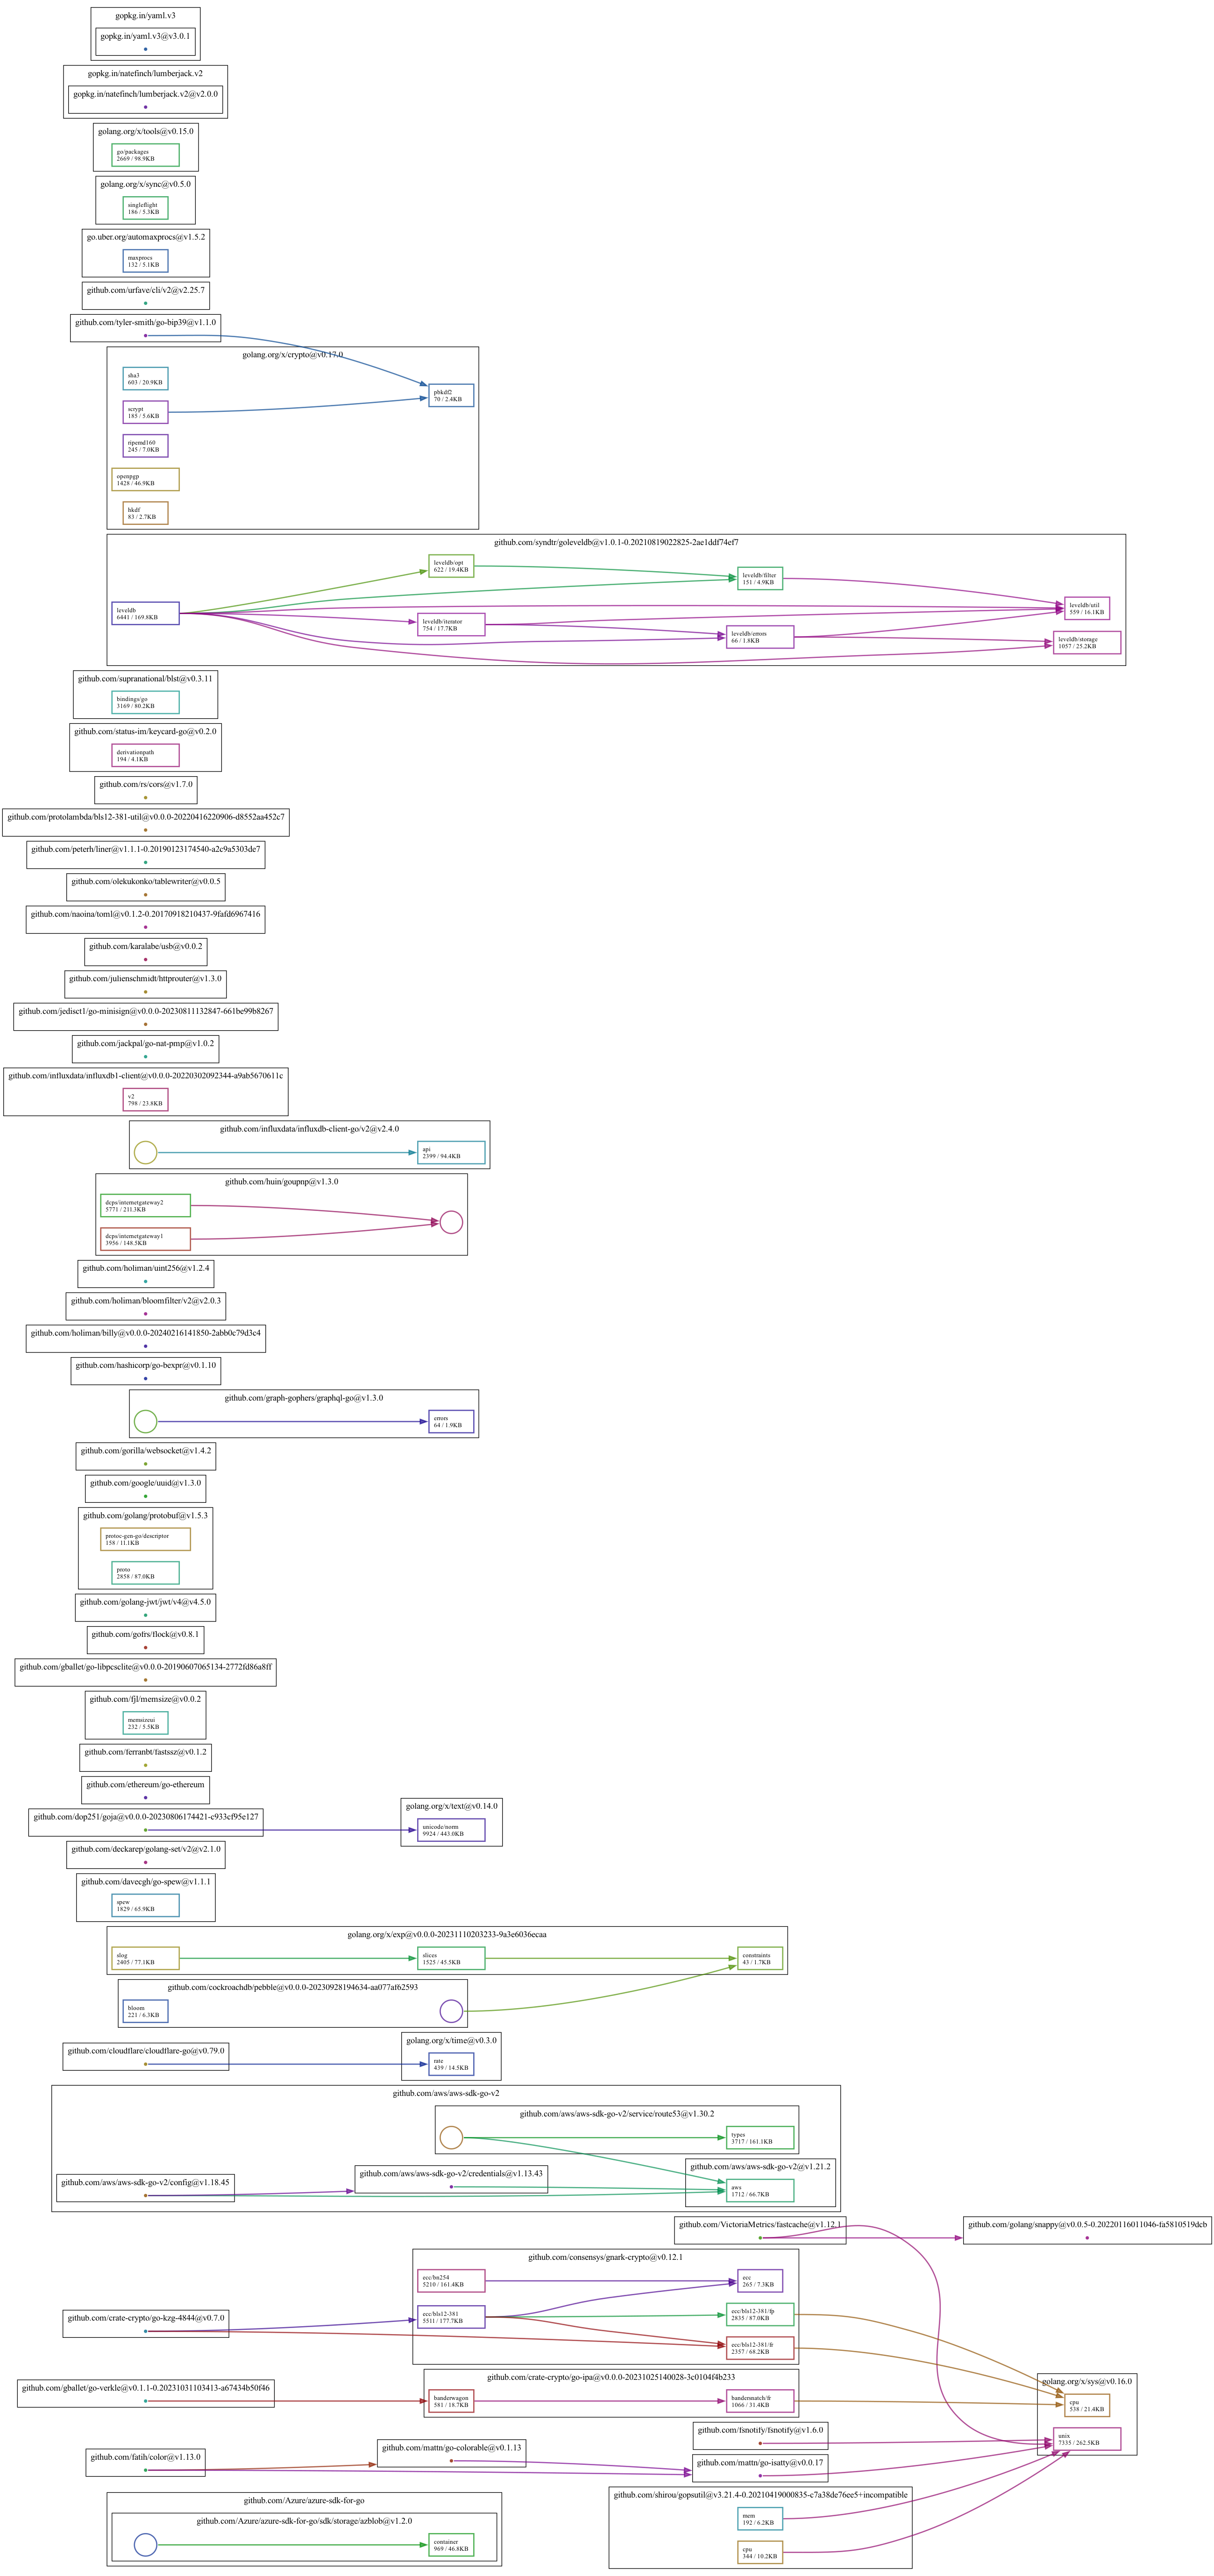 gopkg.in/yaml.v3
gopkg.in/yaml.v3@v3.0.1
gopkg.in/natefinch/lumberjack.v2
gopkg.in/natefinch/lumberjack.v2@v2.0.0
golang.org/x/tools@v0.15.0
go/packages
2669 / 98.9KB
golang.org/x/sync@v0.5.0
singleflight
186 / 5.3KB
go.uber.org/automaxprocs@v1.5.2
maxprocs
132 / 5.1KB
github.com/urfave/cli/v2@v2.25.7
github.com/tyler-smith/go-bip39@v1.1.0
golang.org/x/crypto@v0.17.0
sha3
603 / 20.9KB
pbkdf2
70 / 2.4KB
scrypt
185 / 5.6KB
ripemd160
245 / 7.0KB
openpgp
1428 / 46.9KB
hkdf
83 / 2.7KB
github.com/syndtr/goleveldb@v1.0.1-0.20210819022825-2ae1ddf74ef7
leveldb/opt
622 / 19.4KB
leveldb/filter
151 / 4.9KB
leveldb
6441 / 169.8KB
leveldb/util
559 / 16.1KB
leveldb/iterator
754 / 17.7KB
leveldb/errors
66 / 1.8KB
leveldb/storage
1057 / 25.2KB
github.com/supranational/blst@v0.3.11
bindings/go
3169 / 80.2KB
github.com/status-im/keycard-go@v0.2.0
derivationpath
194 / 4.1KB
github.com/rs/cors@v1.7.0
github.com/protolambda/bls12-381-util@v0.0.0-20220416220906-d8552aa452c7
github.com/peterh/liner@v1.1.1-0.20190123174540-a2c9a5303de7
github.com/olekukonko/tablewriter@v0.0.5
github.com/naoina/toml@v0.1.2-0.20170918210437-9fafd6967416
github.com/karalabe/usb@v0.0.2
github.com/julienschmidt/httprouter@v1.3.0
github.com/jedisct1/go-minisign@v0.0.0-20230811132847-661be99b8267
github.com/jackpal/go-nat-pmp@v1.0.2
github.com/influxdata/influxdb1-client@v0.0.0-20220302092344-a9ab5670611c
v2
798 / 23.8KB
github.com/influxdata/influxdb-client-go/v2@v2.4.0
api
2399 / 94.4KB
github.com/huin/goupnp@v1.3.0
dcps/internetgateway2
5771 / 211.3KB
dcps/internetgateway1
3956 / 148.5KB
github.com/holiman/uint256@v1.2.4
github.com/holiman/bloomfilter/v2@v2.0.3
github.com/holiman/billy@v0.0.0-20240216141850-2abb0c79d3c4
github.com/hashicorp/go-bexpr@v0.1.10
github.com/graph-gophers/graphql-go@v1.3.0
errors
64 / 1.9KB
github.com/gorilla/websocket@v1.4.2
github.com/google/uuid@v1.3.0
github.com/golang/protobuf@v1.5.3
protoc-gen-go/descriptor
158 / 11.1KB
proto
2858 / 87.0KB
github.com/golang-jwt/jwt/v4@v4.5.0
github.com/gofrs/flock@v0.8.1
github.com/gballet/go-libpcsclite@v0.0.0-20190607065134-2772fd86a8ff
github.com/fjl/memsize@v0.0.2
memsizeui
232 / 5.5KB
github.com/ferranbt/fastssz@v0.1.2
github.com/ethereum/go-ethereum
github.com/dop251/goja@v0.0.0-20230806174421-c933cf95e127
golang.org/x/text@v0.14.0
unicode/norm
9924 / 443.0KB
github.com/deckarep/golang-set/v2@v2.1.0
github.com/davecgh/go-spew@v1.1.1
spew
1829 / 65.9KB
golang.org/x/exp@v0.0.0-20231110203233-9a3e6036ecaa
slog
2405 / 77.1KB
slices
1525 / 45.5KB
constraints
43 / 1.7KB
github.com/cockroachdb/pebble@v0.0.0-20230928194634-aa077af62593
bloom
221 / 6.3KB
github.com/cloudflare/cloudflare-go@v0.79.0
golang.org/x/time@v0.3.0
rate
439 / 14.5KB
github.com/aws/aws-sdk-go-v2
github.com/aws/aws-sdk-go-v2/service/route53@v1.30.2
types
3717 / 161.1KB
github.com/aws/aws-sdk-go-v2/config@v1.18.45
github.com/aws/aws-sdk-go-v2/credentials@v1.13.43
github.com/aws/aws-sdk-go-v2@v1.21.2
aws
1712 / 66.7KB
github.com/VictoriaMetrics/fastcache@v1.12.1
github.com/golang/snappy@v0.0.5-0.20220116011046-fa5810519dcb
github.com/consensys/gnark-crypto@v0.12.1
ecc/bn254
5210 / 161.4KB
ecc
265 / 7.3KB
ecc/bls12-381
5511 / 177.7KB
ecc/bls12-381/fp
2835 / 87.0KB
ecc/bls12-381/fr
2357 / 68.2KB
github.com/crate-crypto/go-kzg-4844@v0.7.0
github.com/crate-crypto/go-ipa@v0.0.0-20231025140028-3c0104f4b233
banderwagon
581 / 18.7KB
bandersnatch/fr
1066 / 31.4KB
github.com/gballet/go-verkle@v0.1.1-0.20231031103413-a67434b50f46
golang.org/x/sys@v0.16.0
cpu
538 / 21.4KB
unix
7335 / 262.5KB
github.com/fsnotify/fsnotify@v1.6.0
github.com/fatih/color@v1.13.0
github.com/mattn/go-colorable@v0.1.13
github.com/mattn/go-isatty@v0.0.17
github.com/shirou/gopsutil@v3.21.4-0.20210419000835-c7a38de76ee5+incompatible
mem
192 / 6.2KB
cpu
344 / 10.2KB
github.com/Azure/azure-sdk-for-go
github.com/Azure/azure-sdk-for-go/sdk/storage/azblob@v1.2.0
container
969 / 46.8KB